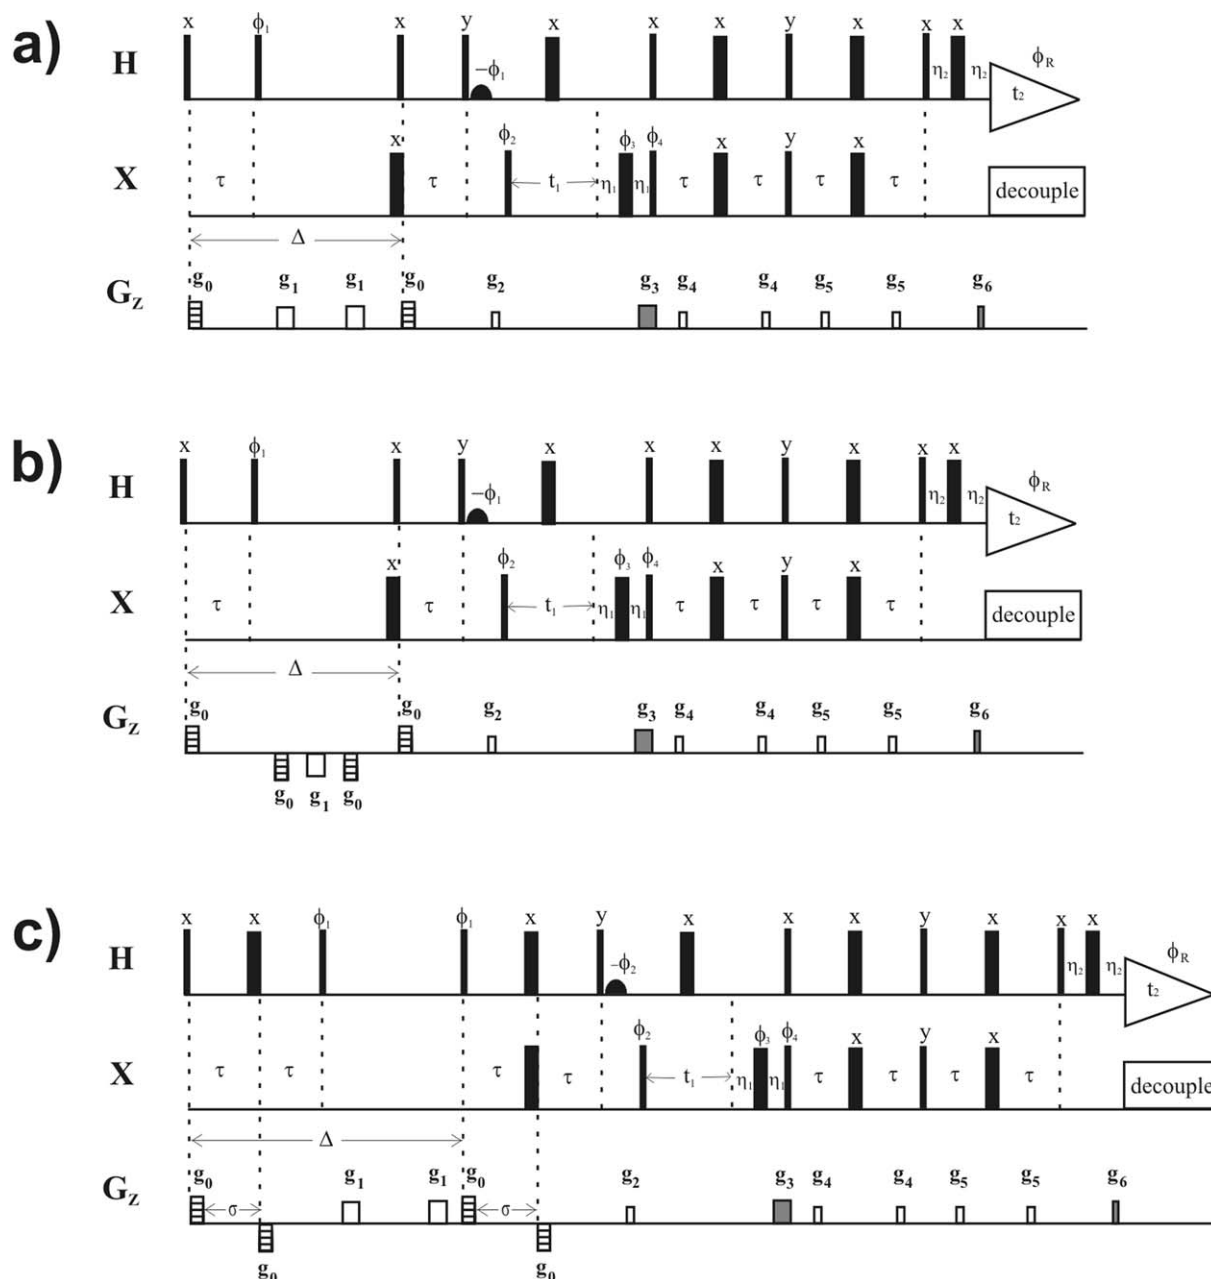 a)
x ϕ₁ x y x x x y x x x
H −ϕ₁ η₂ η₂ ϕR
t₂
x ϕ₂ ϕ₃ ϕ₄ x y x
X τ τ t₁ η₁ η₁ τ τ τ τ decouple
Δ
g₀ g₁ g₁ g₀ g₂ g₃ g₄ g₄ g₅ g₅ g₆
GZ
b)
x ϕ₁ x y x x x y x x x
H −ϕ₁ η₂ η₂ ϕR
t₂
x ϕ₂ ϕ₃ ϕ₄ x y x
X τ τ t₁ η₁ η₁ τ τ τ τ decouple
Δ
g₀ g₀ g₂ g₃ g₄ g₄ g₅ g₅ g₆
GZ
g₀ g₁ g₀
c)
x x ϕ₁ ϕ₁ x y x x x y x x x
H −ϕ₂ η₂ η₂ ϕR
t₂
ϕ₂ ϕ₃ ϕ₄ x y x
X τ τ τ τ t₁ η₁ η₁ τ τ τ τ decouple
Δ
g₀ g₁ g₁ g₀ g₂ g₃ g₄ g₄ g₅ g₅ g₆
GZ σ σ
g₀ g₀